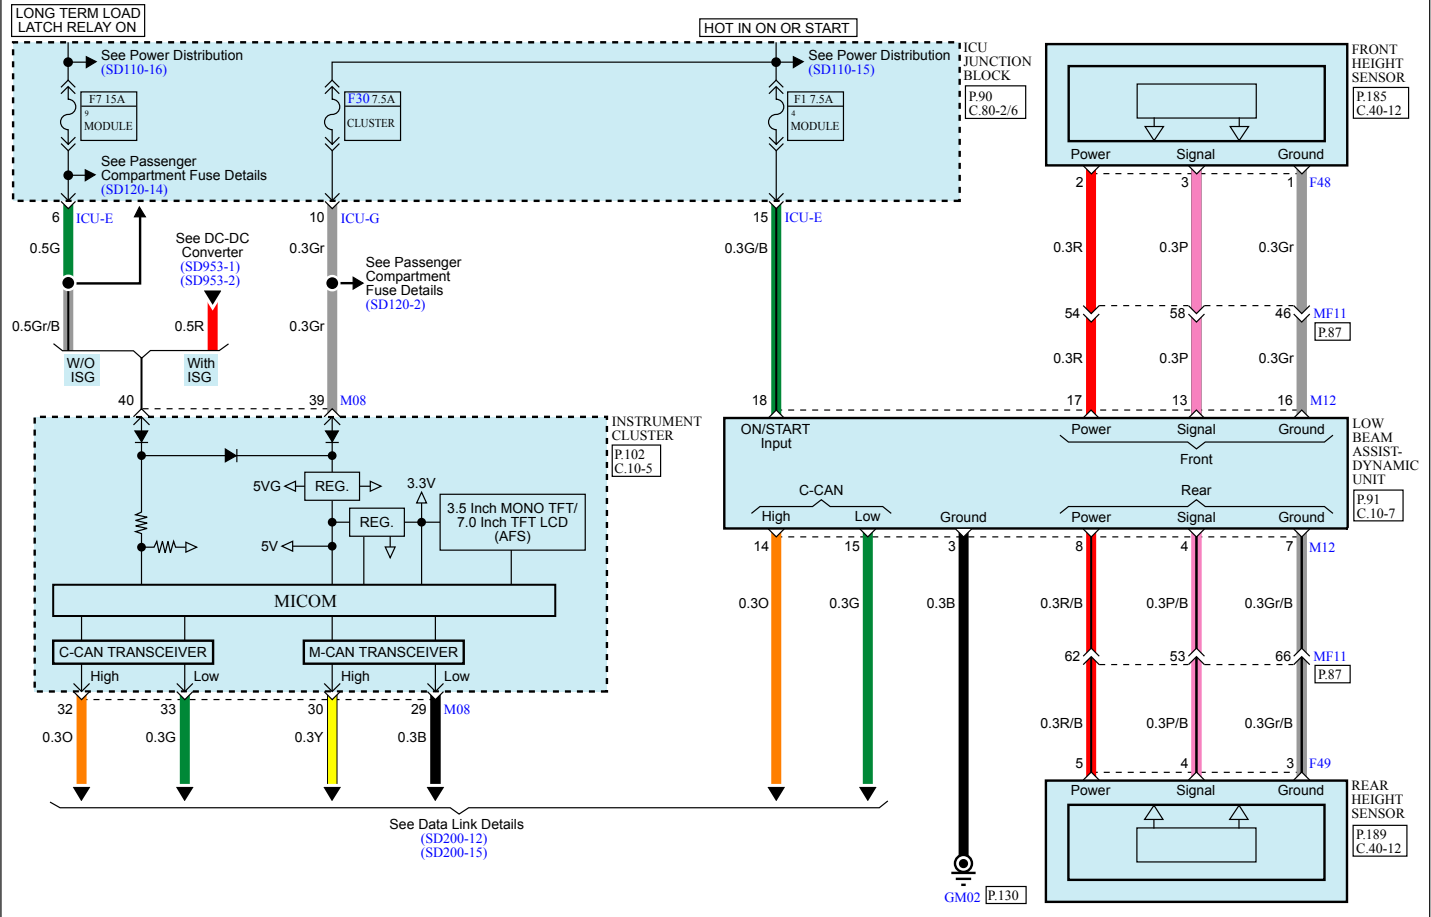 LONG TERM LOAD
LATCH RELAY ON
HOT IN ON OR START
See Power Distribution
(SD110-16)
See Power Distribution
(SD110-15)
ICU
JUNCTION
BLOCK
P.90
C.80-2/6
F7 15A
9
MODULE
F30 7.5A
CLUSTER
F1 7.5A
4
MODULE
See Passenger
Compartment Fuse Details
(SD120-14)
FRONT
HEIGHT
SENSOR
P.185
C.40-12
Power
Signal
Ground
2
3
1
F48
6
ICU-E
10
ICU-G
15
ICU-E
0.5G
See DC-DC
Converter
(SD953-1)
(SD953-2)
0.3Gr
See Passenger
Compartment
Fuse Details
(SD120-2)
0.3G/B
0.3R
0.3P
0.3Gr
0.5Gr/B
0.5R
0.3Gr
54
58
46
MF11
P.87
W/O
ISG
With
ISG
0.3R
0.3P
0.3Gr
40
39
M08
18
17
13
16
M12
INSTRUMENT
CLUSTER
P.102
C.10-5
ON/START
Input
Power
Signal
Ground
Front
LOW
BEAM
ASSIST-
DYNAMIC
UNIT
P.91
C.10-7
5VG
REG.
3.3V
REG.
5V
3.5 Inch MONO TFT/
7.0 Inch TFT LCD
(AFS)
C-CAN
High
Low
Ground
Rear
Power
Signal
Ground
14
15
3
8
4
7
M12
MICOM
C-CAN TRANSCEIVER
M-CAN TRANSCEIVER
High
Low
High
Low
0.3O
0.3G
0.3B
0.3R/B
0.3P/B
0.3Gr/B
62
53
66
MF11
P.87
32
33
30
29
M08
0.3O
0.3G
0.3Y
0.3B
0.3R/B
0.3P/B
0.3Gr/B
5
4
3
F49
Power
Signal
Ground
REAR
HEIGHT
SENSOR
P.189
C.40-12
See Data Link Details
(SD200-12)
(SD200-15)
GM02
P.130